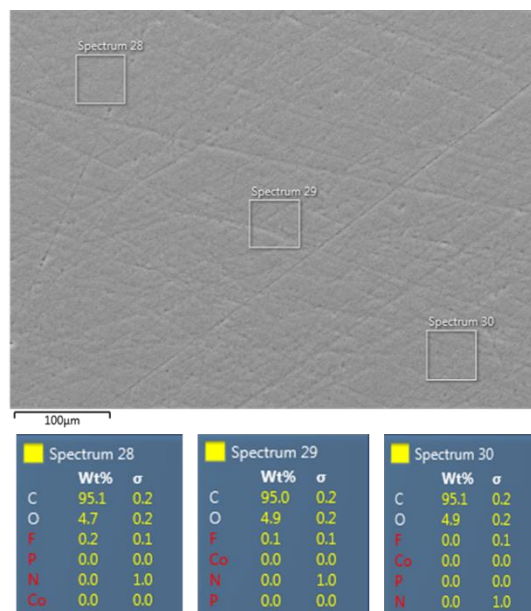 Spectrum 28
Spectrum 29
Spectrum 30
100µm
Spectrum 28
Wt% σ
C 95.1 0.2
O 4.7 0.2
F 0.2 0.1
P 0.0 0.0
N 0.0 1.0
Co 0.0 0.0
Spectrum 29
Wt% σ
C 95.0 0.2
O 4.9 0.2
F 0.1 0.1
Co 0.0 0.0
N 0.0 1.0
P 0.0 0.0
Spectrum 30
Wt% σ
C 95.1 0.2
O 4.9 0.2
F 0.0 0.1
Co 0.0 0.0
P 0.0 0.0
N 0.0 1.0